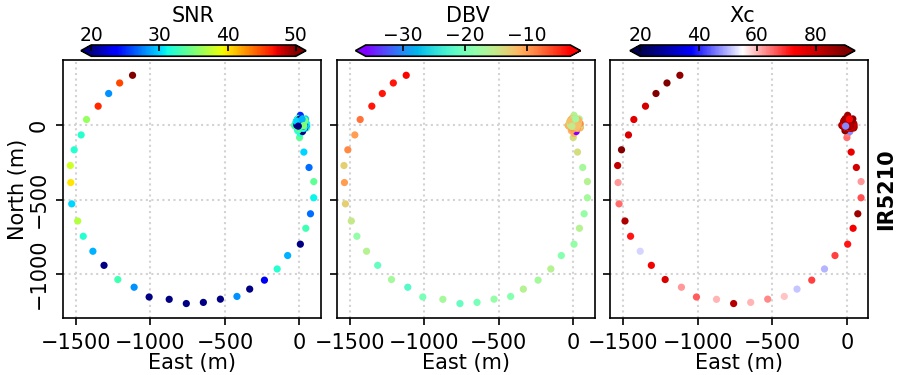 SNR DBV Xc
20 30 40 50 −30 −20 −10 20 40 60 80
North (m)
0
−500
−1000
−1500 −1000 −500 0 −1500 −1000 −500 0 −1500 −1000 −500 0
East (m) East (m) East (m)
IR5210